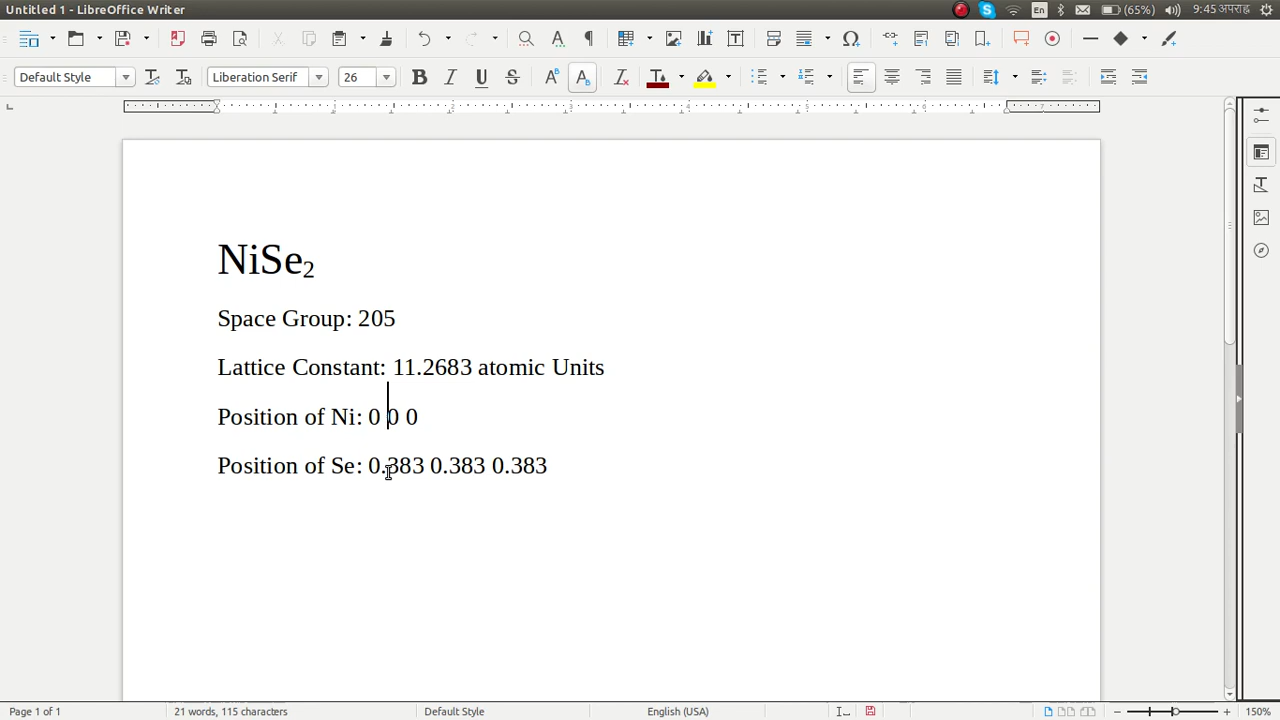 Untitled 1 - LibreOffice Writer
En (65%) 9:45 अपराह्न
Default Style Liberation Serif 26
NiSe₂
Space Group: 205
Lattice Constant: 11.2683 atomic Units
Position of Ni: 0 0 0
Position of Se: 0.383 0.383 0.383
Page 1 of 1 21 words, 115 characters Default Style English (USA) 150%